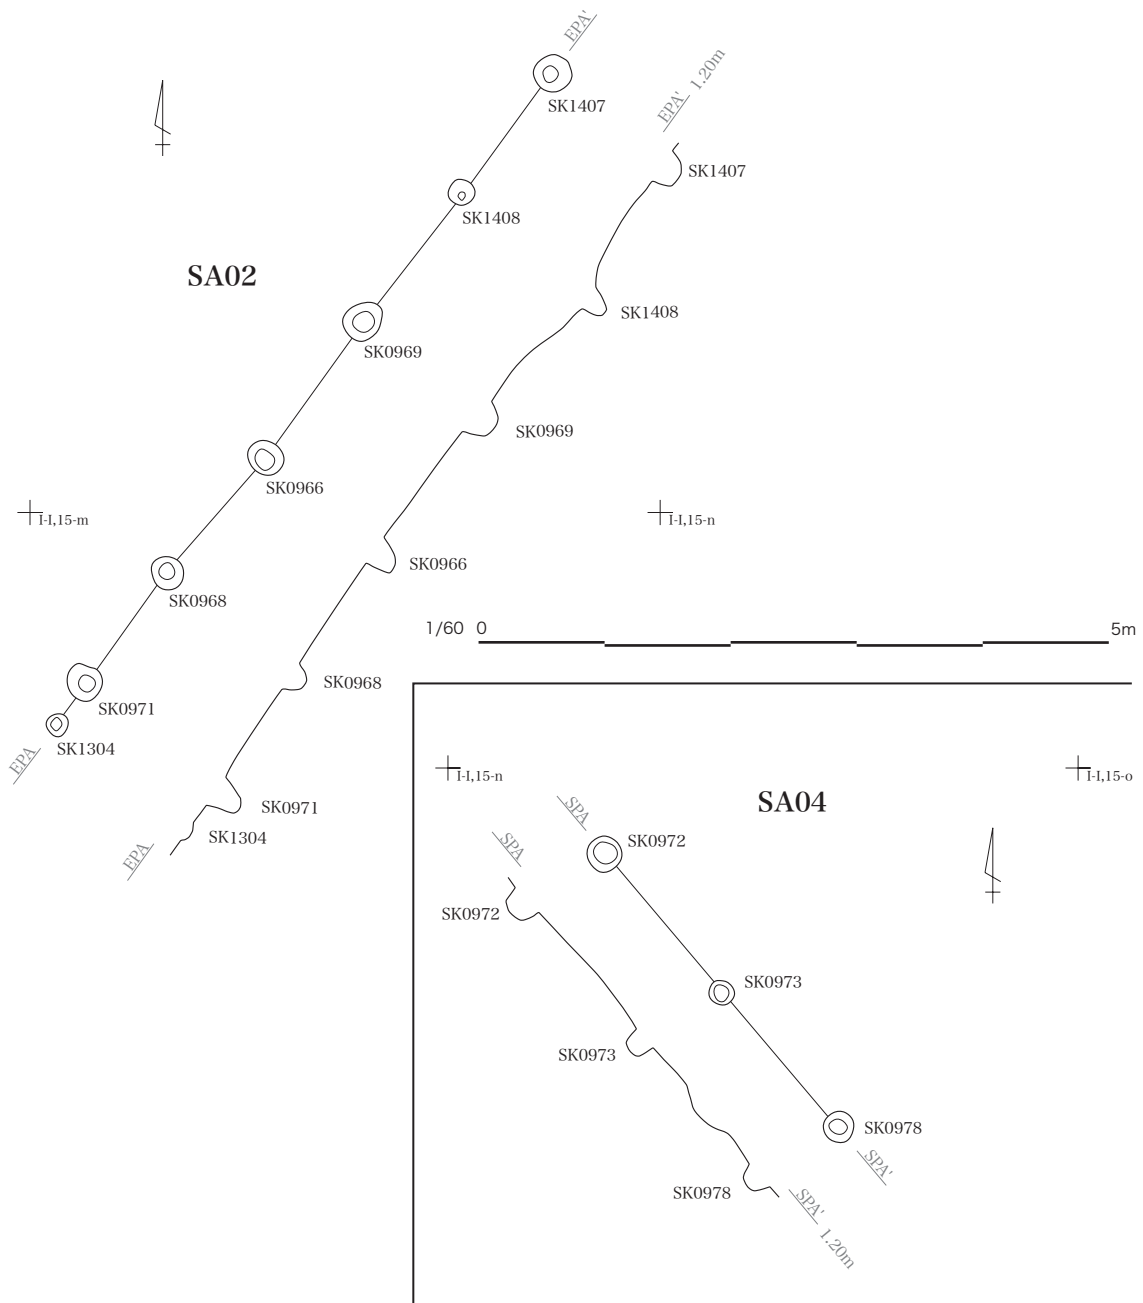 EPA'
EPA' 1.20m
SK1407
SK1407
SK1408
SA02
SK1408
SK0969
SK0969
SK0966
I-I,15-m
I-I,15-n
SK0966
SK0968
1/60 0 5m
SK0968
SK0971
SK1304
EPA
SK0971
SK1304
EPA
I-I,15-n
I-I,15-o
SA04
SPA
SPA
SK0972
SK0972
SK0973
SK0973
SK0978
SPA'
SK0978
SPA' 1.20m